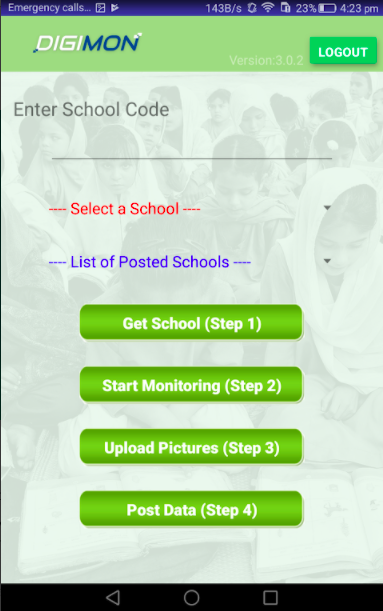 Emergency calls... 143B/s 23% 4:23 pm
DIGIMON
Version:3.0.2 LOGOUT
Enter School Code
---- Select a School ----
---- List of Posted Schools ----
Get School (Step 1)
Start Monitoring (Step 2)
Upload Pictures (Step 3)
Post Data (Step 4)